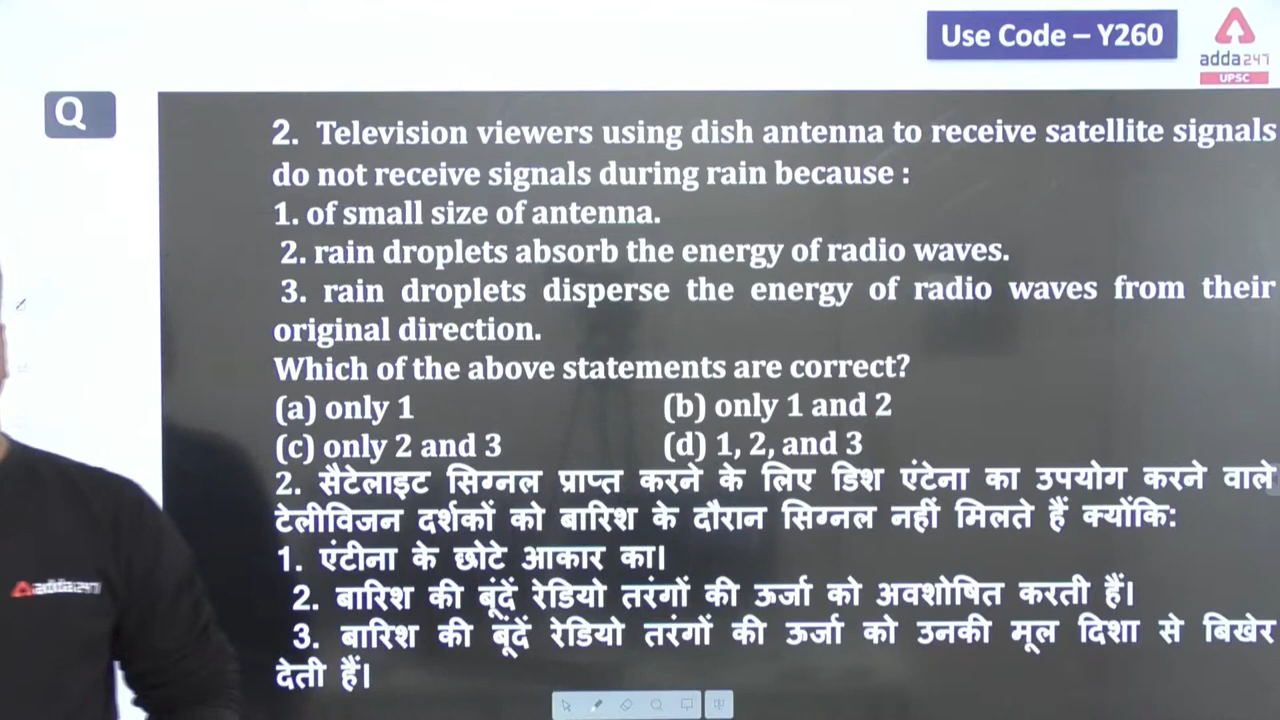 Use Code – Y260
adda247
UPSC
Q
2. Television viewers using dish antenna to receive satellite signals
do not receive signals during rain because :
1. of small size of antenna.
2. rain droplets absorb the energy of radio waves.
3. rain droplets disperse the energy of radio waves from their
original direction.
Which of the above statements are correct?
(a) only 1 (b) only 1 and 2
(c) only 2 and 3 (d) 1, 2, and 3
2. सैटेलाइट सिग्नल प्राप्त करने के लिए डिश एंटेना का उपयोग करने वाले
टेलीविजन दर्शकों को बारिश के दौरान सिग्नल नहीं मिलते हैं क्योंकि:
1. एंटीना के छोटे आकार का।
2. बारिश की बूंदें रेडियो तरंगों की ऊर्जा को अवशोषित करती हैं।
3. बारिश की बूंदें रेडियो तरंगों की ऊर्जा को उनकी मूल दिशा से बिखेर
देती हैं।
adda247